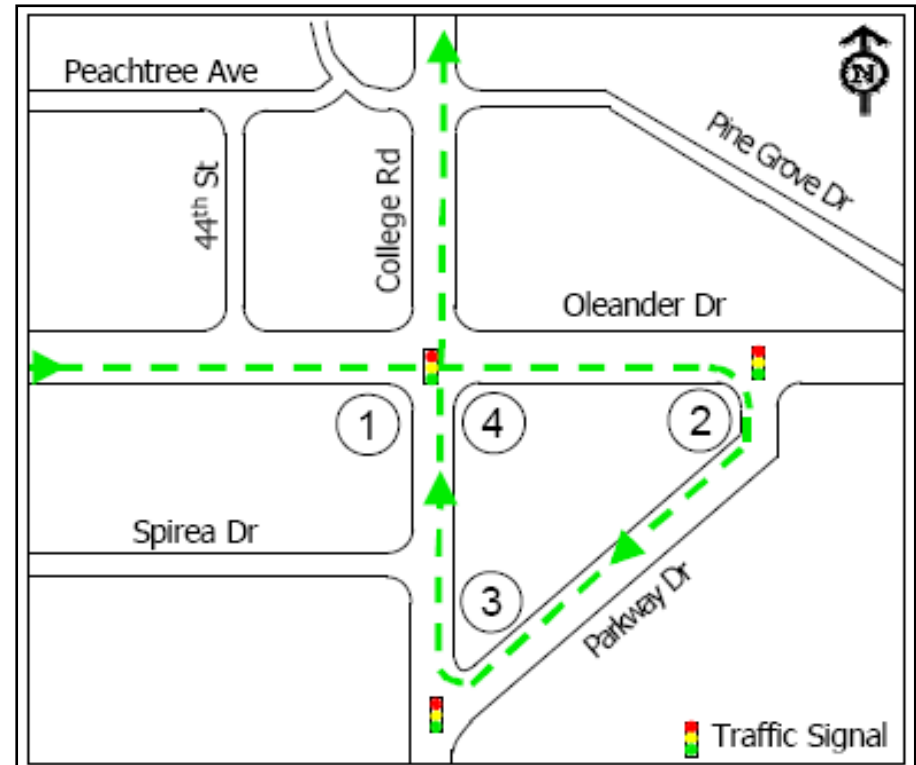 N
Peachtree Ave
Pine Grove Dr
44th St
College Rd
Oleander Dr
1
4
2
Spirea Dr
3
Parkway Dr
Traffic Signal